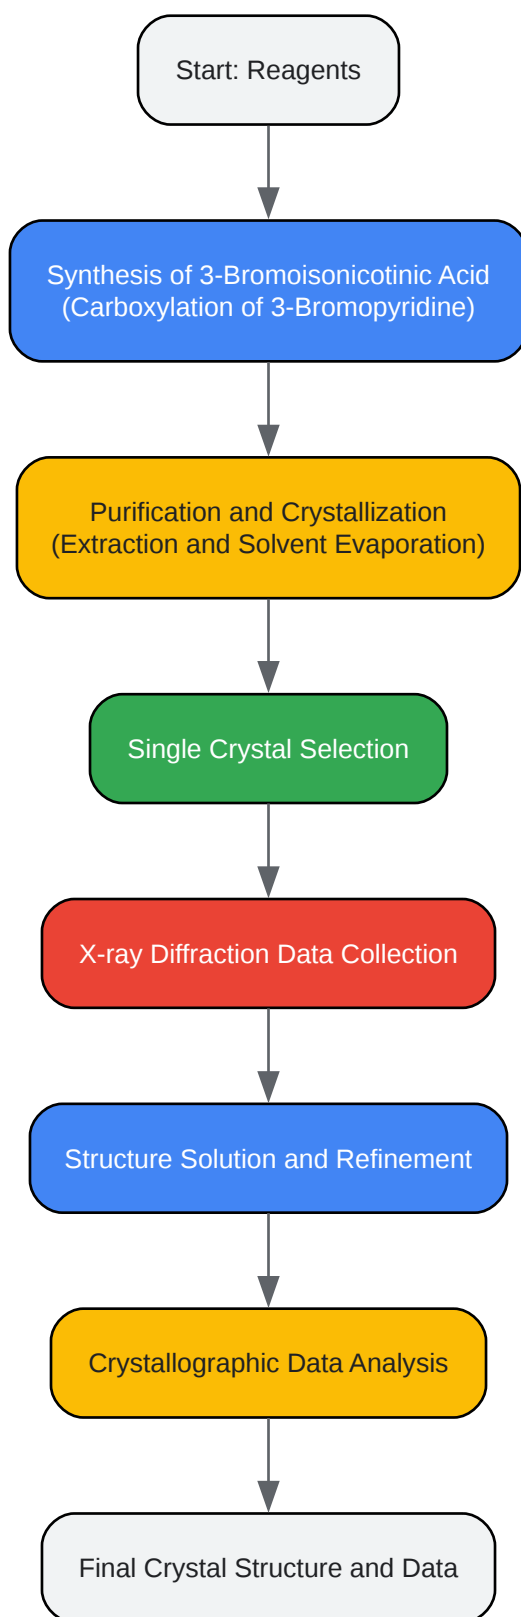 Start: Reagents
Synthesis of 3-Bromoisonicotinic Acid
(Carboxylation of 3-Bromopyridine)
Purification and Crystallization
(Extraction and Solvent Evaporation)
Single Crystal Selection
X-ray Diffraction Data Collection
Structure Solution and Refinement
Crystallographic Data Analysis
Final Crystal Structure and Data